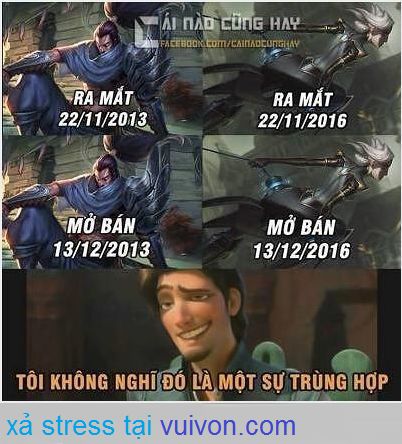 CÁI NÀO CŨNG HAY
FACEBOOK.COM/CAINAOCUNGHAY
RA MẮT
22/11/2013
RA MẮT
22/11/2016
MỞ BÁN
13/12/2013
MỞ BÁN
13/12/2016
TÔI KHÔNG NGHĨ ĐÓ LÀ MỘT SỰ TRÙNG HỢP
xả stress tại vuivon.com